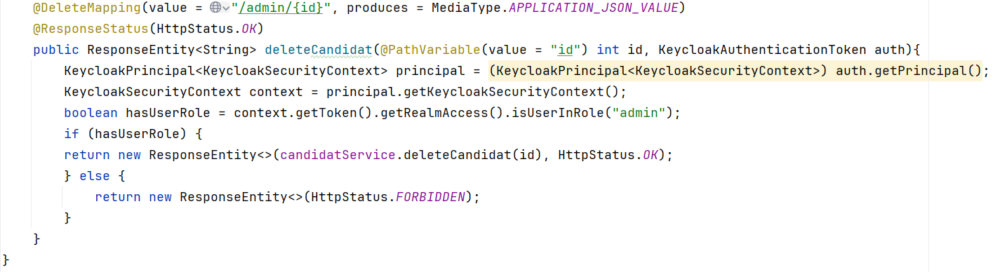 @DeleteMapping(value = "/admin/{id}", produces = MediaType.APPLICATION_JSON_VALUE)
@ResponseStatus(HttpStatus.OK)
public ResponseEntity<String> deleteCandidat(@PathVariable(value = "id") int id, KeycloakAuthenticationToken auth){
KeycloakPrincipal<KeycloakSecurityContext> principal = (KeycloakPrincipal<KeycloakSecurityContext>) auth.getPrincipal();
KeycloakSecurityContext context = principal.getKeycloakSecurityContext();
boolean hasUserRole = context.getToken().getRealmAccess().isUserInRole("admin");
if (hasUserRole) {
return new ResponseEntity<>(candidatService.deleteCandidat(id), HttpStatus.OK);
} else {
return new ResponseEntity<>(HttpStatus.FORBIDDEN);
}
}
}